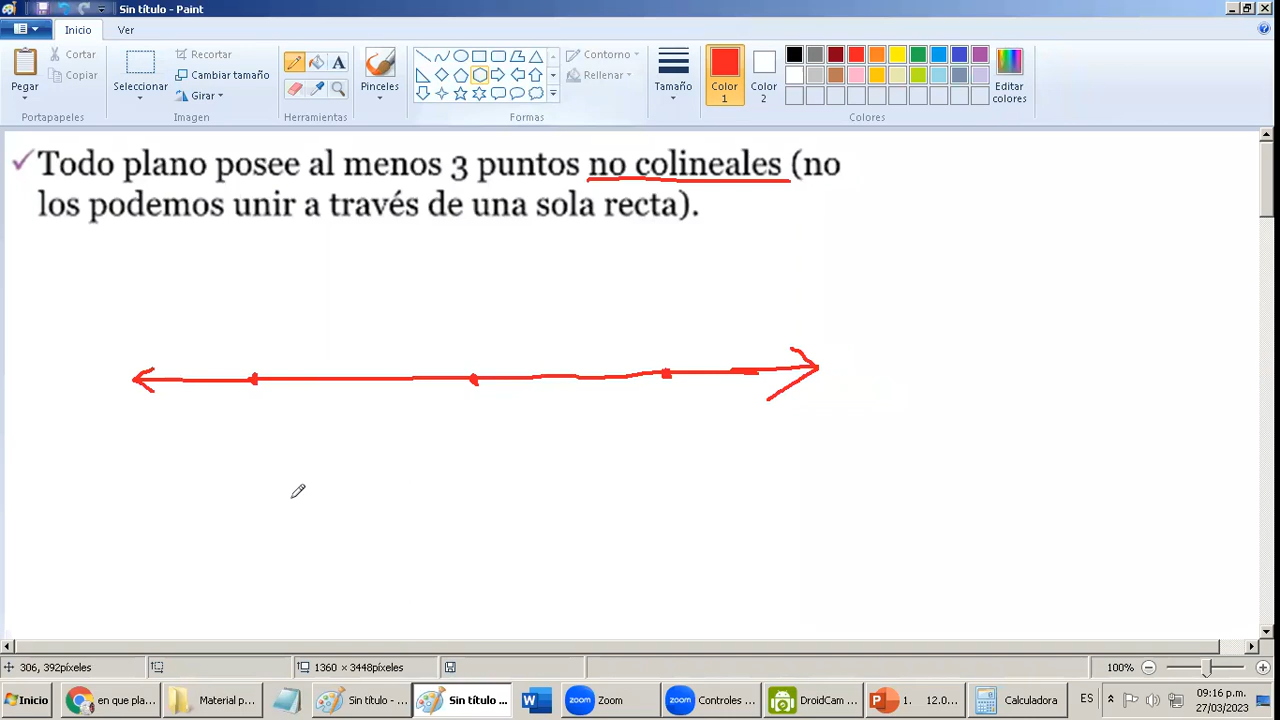 Sin título - Paint
Inicio
Ver
Pegar
Cortar
Copiar
Portapapeles
Seleccionar
Recortar
Cambiar tamaño
Girar
Imagen
A
Herramientas
Pinceles
Contorno
Rellenar
Formas
Tamaño
Color
1
Color
2
Editar
colores
Colores
Todo plano posee al menos 3 puntos no colineales (no
los podemos unir a través de una sola recta).
306, 392píxeles
1360 × 3448píxeles
100%
Inicio
en que pla...
Material p...
Sin título - ...
Sin título ...
Zoom
Controles ...
DroidCam ...
1. 12.0...
Calculadora
ES
09:16 p.m.
27/03/2023